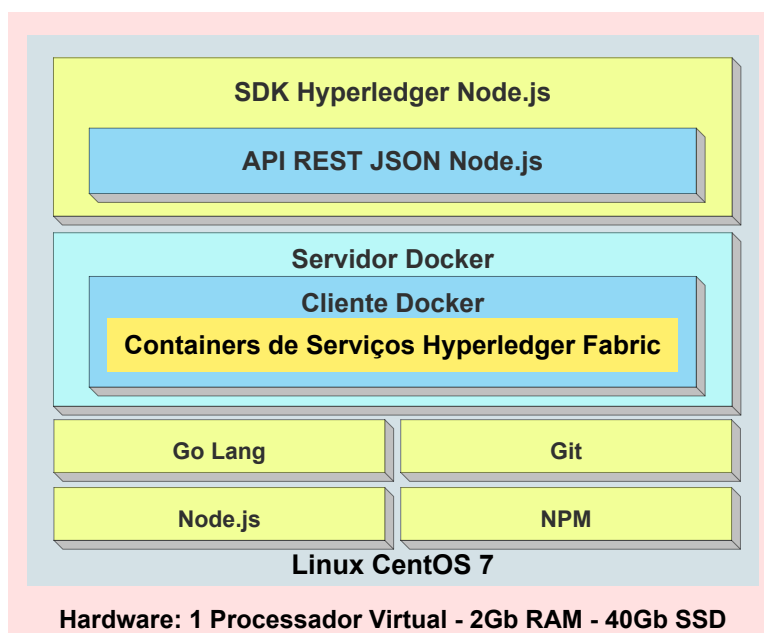 SDK Hyperledger Node.js
API REST JSON Node.js
Servidor Docker
Cliente Docker
Containers de Serviços Hyperledger Fabric
Go Lang
Git
Node.js
NPM
Linux CentOS 7
Hardware: 1 Processador Virtual - 2Gb RAM - 40Gb SSD